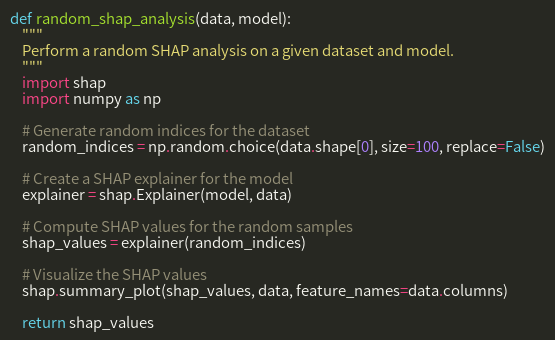 def random_shap_analysis(data, model):
    """
    Perform a random SHAP analysis on a given dataset and model.
    """
    import shap
    import numpy as np

    # Generate random indices for the dataset
    random_indices = np.random.choice(data.shape[0], size=100, replace=False)

    # Create a SHAP explainer for the model
    explainer = shap.Explainer(model, data)

    # Compute SHAP values for the random samples
    shap_values = explainer(random_indices)

    # Visualize the SHAP values
    shap.summary_plot(shap_values, data, feature_names=data.columns)

    return shap_values